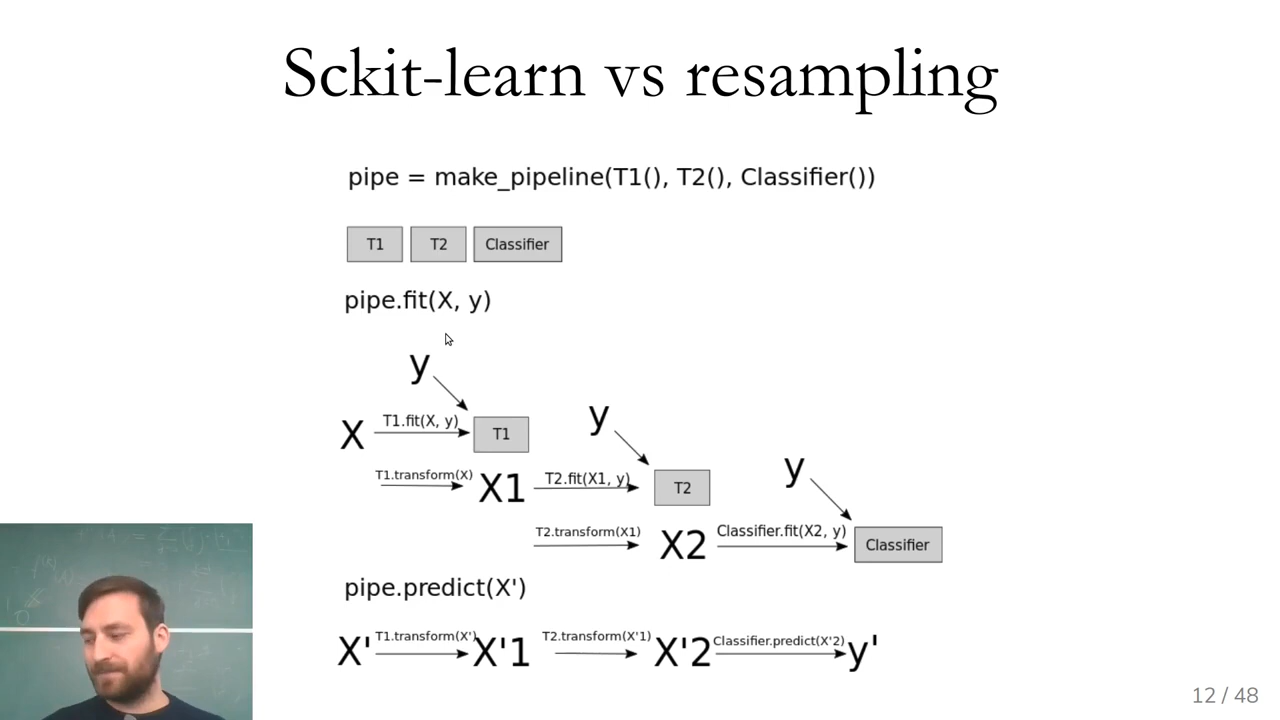 Sckit-learn vs resampling
pipe = make_pipeline(T1(), T2(), Classifier())
T1 T2 Classifier
pipe.fit(X, y)
y
X T1.fit(X, y) T1
y
T1.transform(X) X1 T2.fit(X1, y) T2
y
T2.transform(X1) X2 Classifier.fit(X2, y) Classifier
pipe.predict(X')
X' T1.transform(X') X'1 T2.transform(X'1) X'2 Classifier.predict(X'2) y'
12 / 48